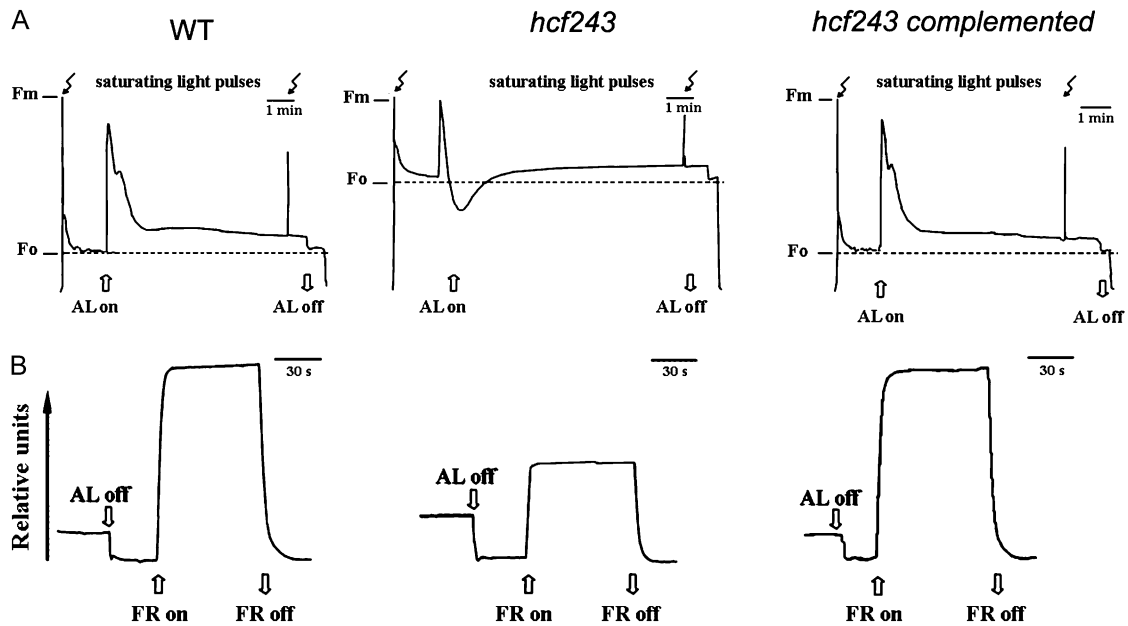 A
WT
hcf243
hcf243 complemented
saturating light pulses
Fm
1 min
Fo
AL on
AL off
saturating light pulses
Fm
1 min
Fo
AL on
AL off
saturating light pulses
Fm
1 min
Fo
AL on
AL off
B
Relative units
30 s
AL off
FR on
FR off
30 s
AL off
FR on
FR off
30 s
AL off
FR on
FR off